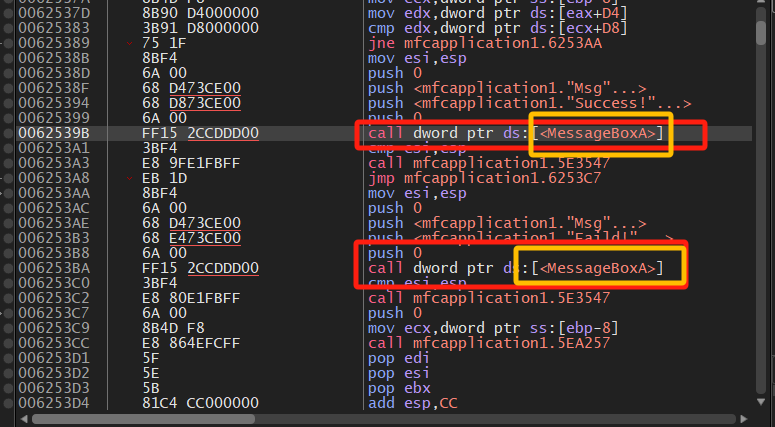 8B4D F8 mov ecx,dword ptr ss:[ebp-8]
0062537D 8B90 D4000000 mov edx,dword ptr ds:[eax+D4]
00625383 3B91 D8000000 cmp edx,dword ptr ds:[ecx+D8]
00625389 75 1F jne mfcapplication1.6253AA
0062538B 8BF4 mov esi,esp
0062538D 6A 00 push 0
0062538F 68 D473CE00 push <mfcapplication1."Msg"...>
00625394 68 D873CE00 push <mfcapplication1."Success!"...>
00625399 6A 00 push 0
0062539B FF15 2CCDDD00 call dword ptr ds:[<MessageBoxA>]
006253A1 3BF4 cmp esi,esp
006253A3 E8 9FE1FBFF call mfcapplication1.5E3547
006253A8 EB 1D jmp mfcapplication1.6253C7
006253AA 8BF4 mov esi,esp
006253AC 6A 00 push 0
006253AE 68 D473CE00 push <mfcapplication1."Msg"...>
006253B3 68 E473CE00 push <mfcapplication1."Faild!"...>
006253B8 6A 00 push 0
006253BA FF15 2CCDDD00 call dword ptr ds:[<MessageBoxA>]
006253C0 3BF4 cmp esi,esp
006253C2 E8 80E1FBFF call mfcapplication1.5E3547
006253C7 6A 00 push 0
006253C9 8B4D F8 mov ecx,dword ptr ss:[ebp-8]
006253CC E8 864EFCFF call mfcapplication1.5EA257
006253D1 5F pop edi
006253D2 5E pop esi
006253D3 5B pop ebx
006253D4 81C4 CC000000 add esp,CC